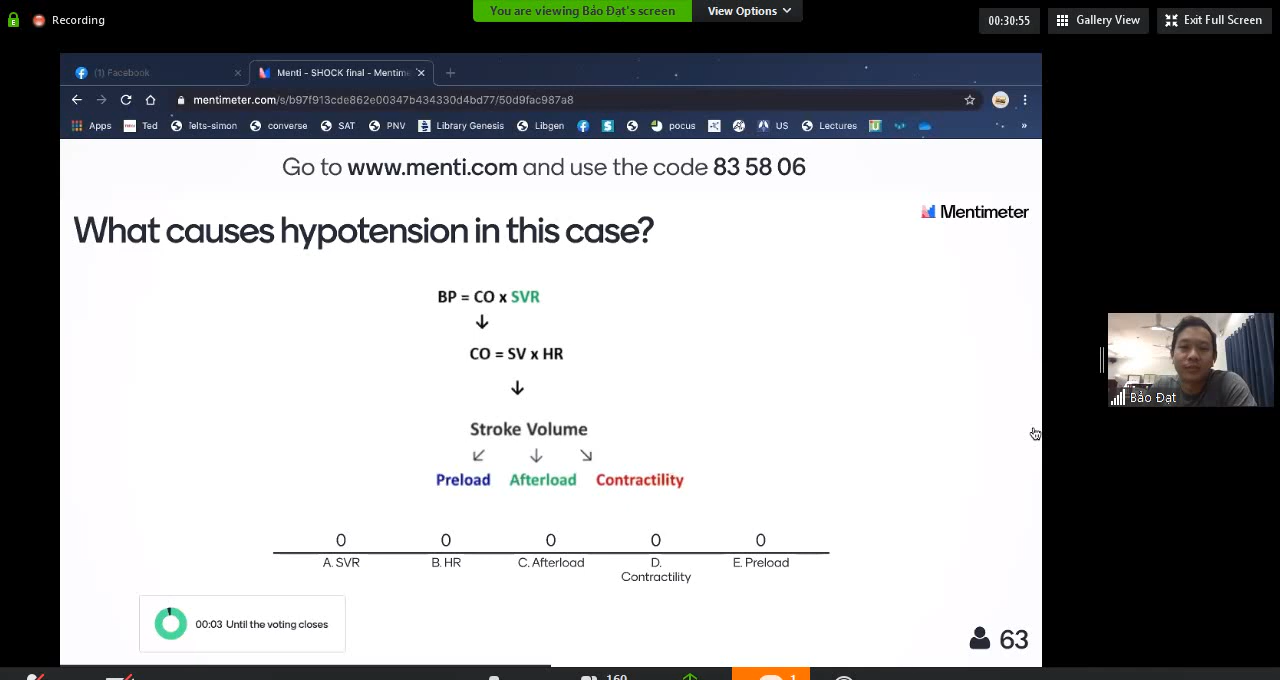 Recording
You are viewing Bảo Đạt's screen
View Options
00:30:55
Gallery View
Exit Full Screen
(1) Facebook
Menti - SHOCK final - Mentime
mentimeter.com/s/b97f913cde862e00347b434330d4bd77/50d9fac987a8
Apps Ted Ielts-simon converse SAT PNV Library Genesis Libgen pocus US Lectures »
Go to www.menti.com and use the code 83 58 06
Mentimeter
What causes hypotension in this case?
BP = CO x SVR
CO = SV x HR
Stroke Volume
Preload Afterload Contractility
0 0 0 0 0
A. SVR B. HR C. Afterload D. Contractility E. Preload
00:03 Until the voting closes
63
Bảo Đạt
160
1